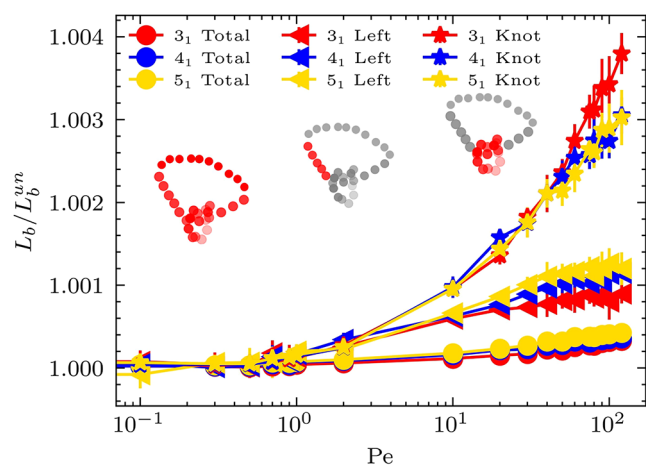 1.004
1.003
1.002
1.001
1.000
L_b/L_b^{un}
3₁ Total
4₁ Total
5₁ Total
3₁ Left
4₁ Left
5₁ Left
3₁ Knot
4₁ Knot
5₁ Knot
10⁻¹
10⁰
10¹
10²
Pe